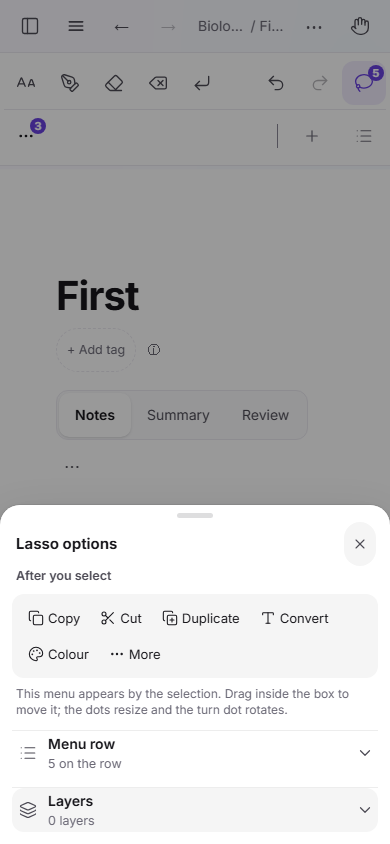 Biolo... / Fi...
AA
5
3
First
+ Add tag
Notes Summary Review
...
Lasso options
After you select
Copy Cut Duplicate Convert
Colour More
This menu appears by the selection. Drag inside the box to
move it; the dots resize and the turn dot rotates.
Menu row
5 on the row
Layers
0 layers